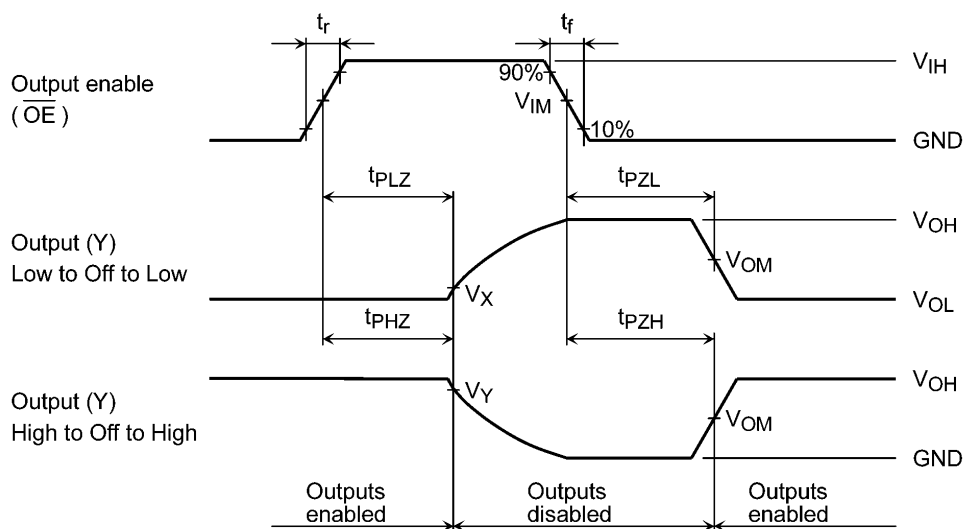 tr
tf
90%
VIH
Output enable
( OE )
VIM
10%
GND
tPLZ
tPZL
VOH
Output (Y)
Low to Off to Low
VOM
VX
VOL
tPHZ
tPZH
VOH
VY
Output (Y)
High to Off to High
VOM
GND
Outputs
enabled
Outputs
disabled
Outputs
enabled